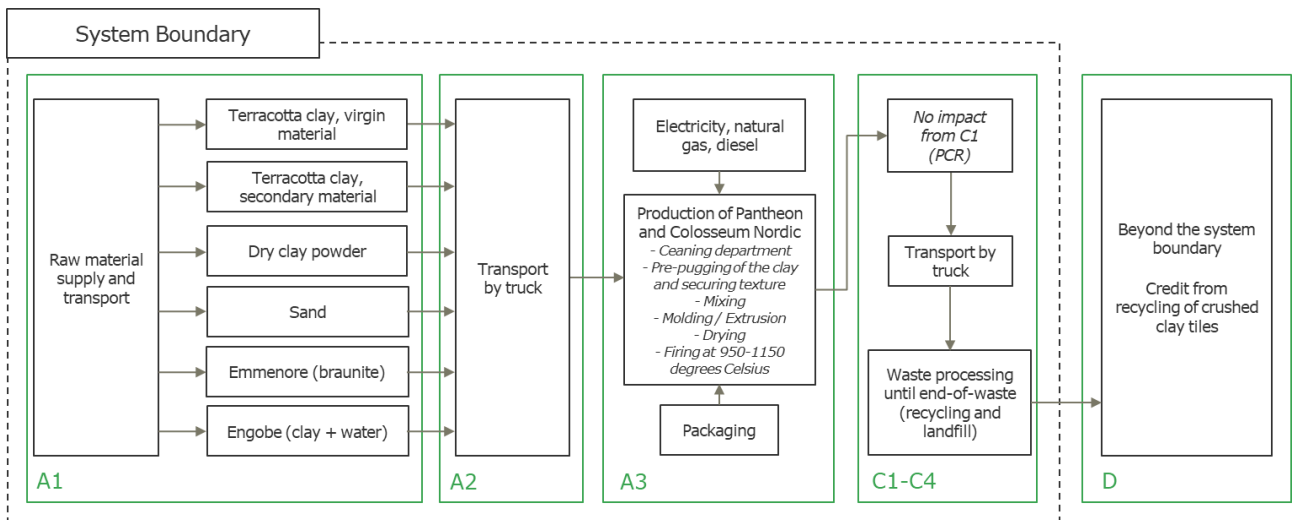 System Boundary
Raw material
supply and
transport
Terracotta clay, virgin
material
Terracotta clay,
secondary material
Dry clay powder
Sand
Emmenore (braunite)
Engobe (clay + water)
A1
Transport
by truck
A2
Electricity, natural
gas, diesel
Production of Pantheon
and Colosseum Nordic
- Ceaning department
- Pre-pugging of the clay
and securing texture
- Mixing
- Molding / Extrusion
- Drying
- Firing at 950-1150
degrees Celsius
Packaging
A3
No impact
from C1
(PCR)
Transport by
truck
Waste processing
until end-of-waste
(recycling and
landfill)
C1-C4
Beyond the system
boundary
Credit from
recycling of crushed
clay tiles
D